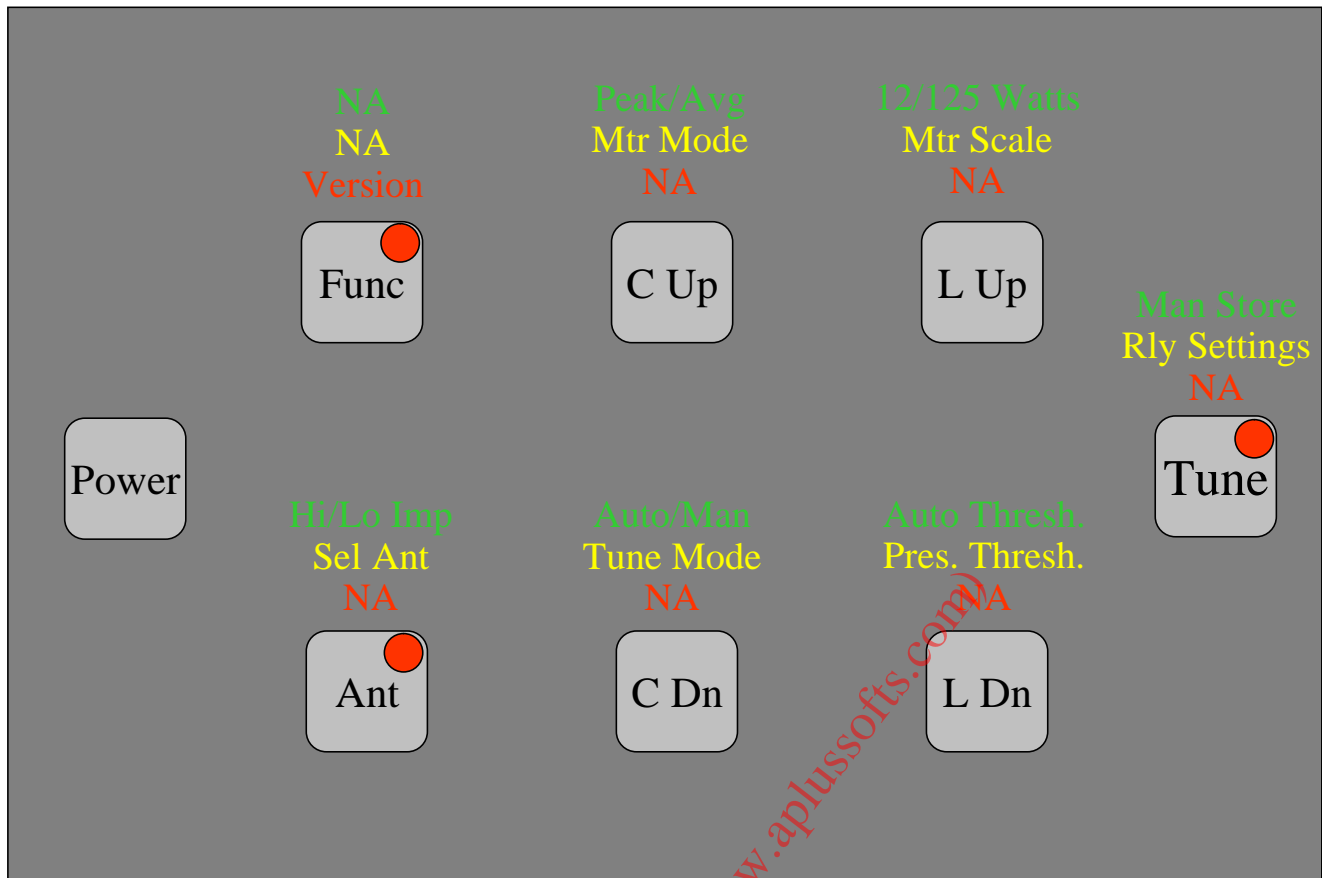 NA
NA
Version
Func
Peak/Avg
Mtr Mode
NA
C Up
12/125 Watts
Mtr Scale
NA
L Up
Man Store
Rly Settings
NA
Tune
Power
Hi/Lo Imp
Sel Ant
NA
Ant
Auto/Man
Tune Mode
NA
C Dn
Auto Thresh.
Pres. Thresh.
NA
L Dn
w.aplussofts.com)